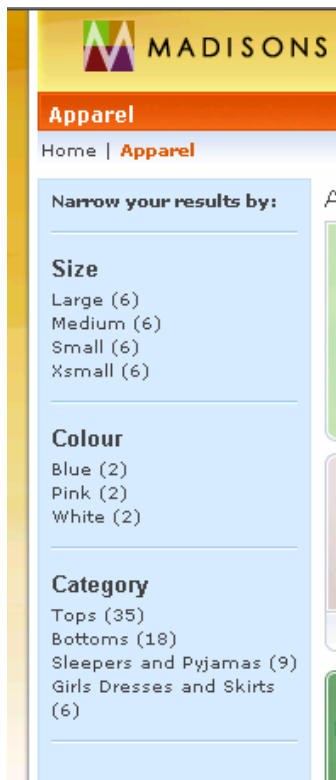 MADISONS
Apparel
Home | Apparel
Narrow your results by:
A
Size
Large (6)
Medium (6)
Small (6)
Xsmall (6)
Colour
Blue (2)
Pink (2)
White (2)
Category
Tops (35)
Bottoms (18)
Sleepers and Pyjamas (9)
Girls Dresses and Skirts
(6)